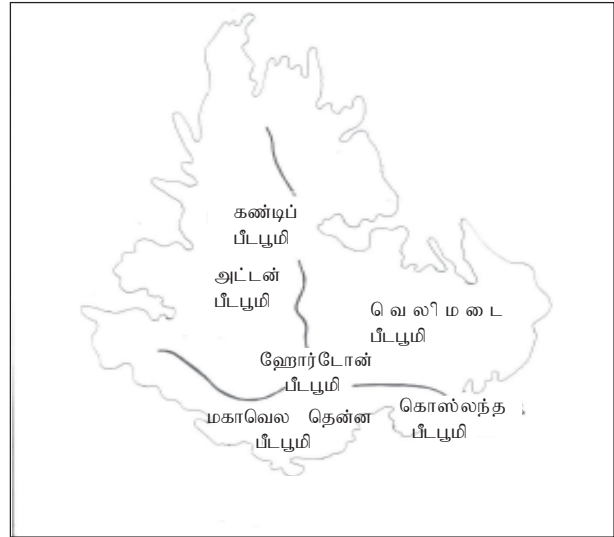 கண்டிப்
பீடபூமி
அட்டன்
பீடபூமி
வெலிமடை
பீடபூமி
ஹோர்டோன்
பீடபூமி
மகாவெல தென்ன
பீடபூமி
கொஸ்லந்த
பீடபூமி